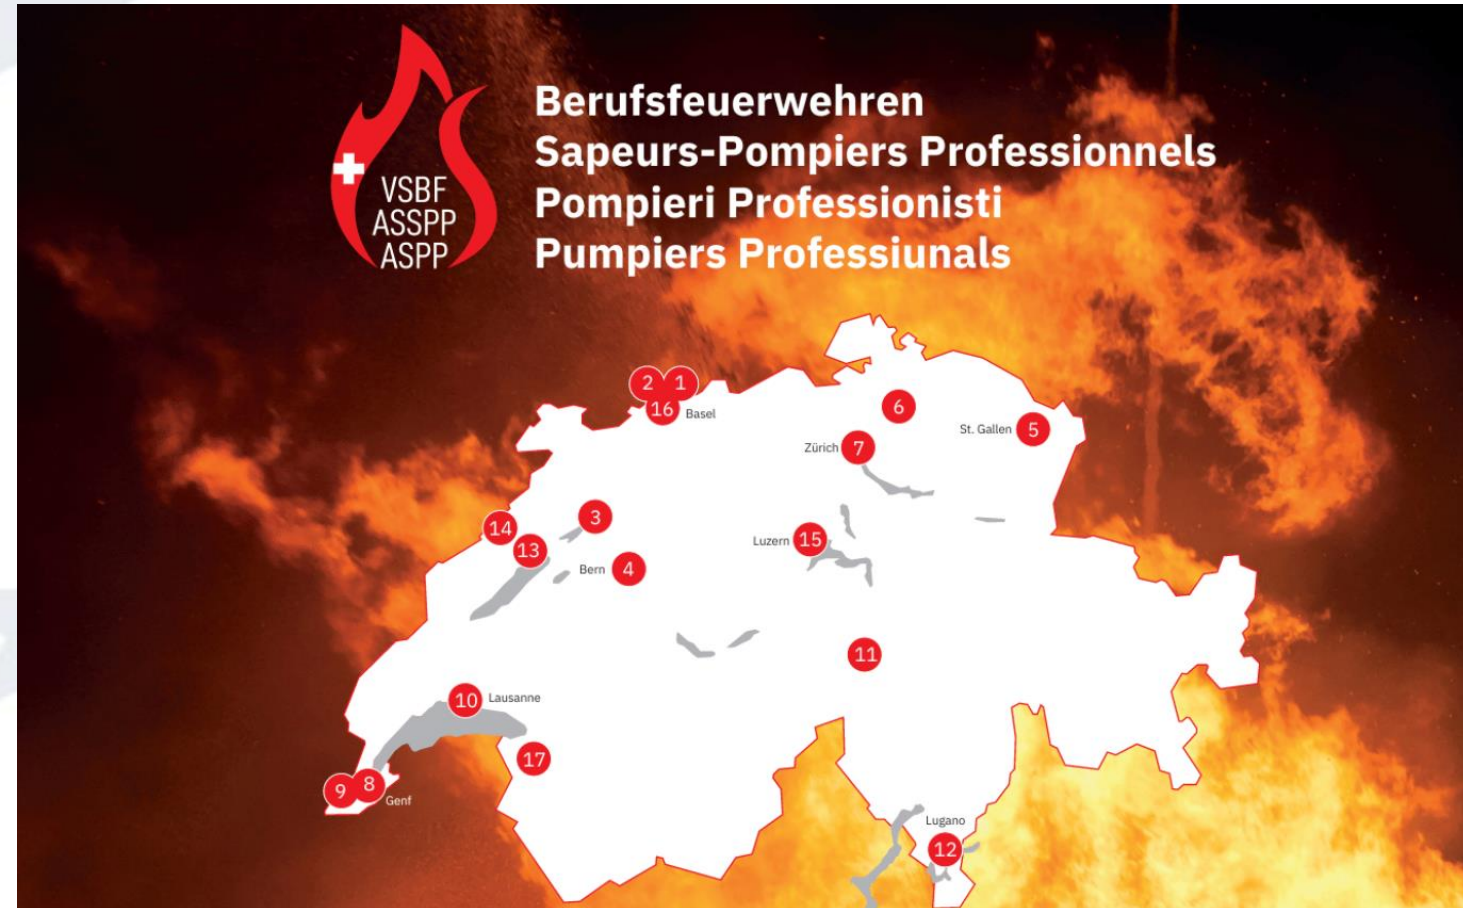 VSBF
ASSPP
ASPP
Berufsfeuerwehren
Sapeurs-Pompiers Professionnels
Pompieri Professionisti
Pumpiers Professiunals
2 1
16 Basel
6
St. Gallen 5
Zürich 7
3
14
13
Luzern 15
Bern 4
11
10 Lausanne
17
9 8
Genf
Lugano
12